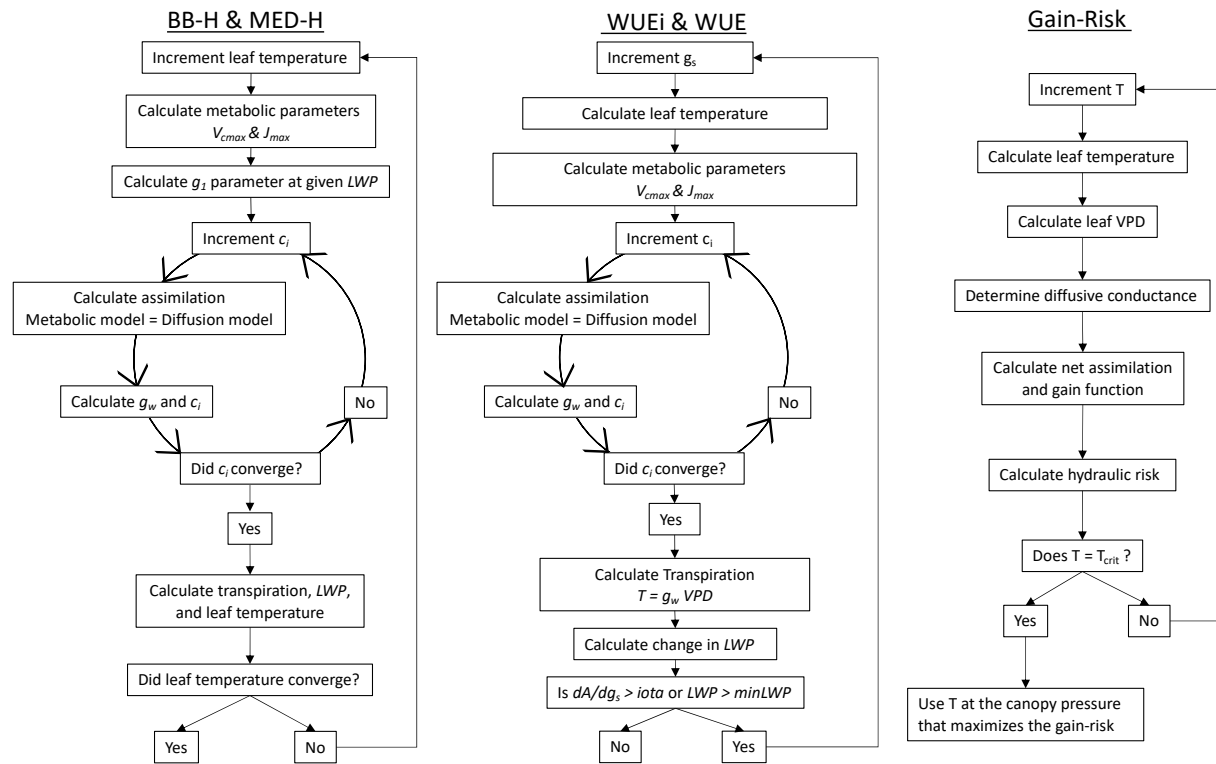 BB-H & MED-H
Increment leaf temperature
Calculate metabolic parameters
Vcmax & Jmax
Calculate g1 parameter at given LWP
Increment ci
Calculate assimilation
Metabolic model = Diffusion model
Calculate gw and ci
No
Did ci converge?
Yes
Calculate transpiration, LWP,
and leaf temperature
Did leaf temperature converge?
Yes
No
WUEi & WUE
Increment gs
Calculate leaf temperature
Calculate metabolic parameters
Vcmax & Jmax
Increment ci
Calculate assimilation
Metabolic model = Diffusion model
Calculate gw and ci
No
Did ci converge?
Yes
Calculate Transpiration
T = gw VPD
Calculate change in LWP
Is dA/dgs > iota or LWP > minLWP
No
Yes
Gain-Risk
Increment T
Calculate leaf temperature
Calculate leaf VPD
Determine diffusive conductance
Calculate net assimilation
and gain function
Calculate hydraulic risk
Does T = Tcrit ?
Yes
No
Use T at the canopy pressure
that maximizes the gain-risk